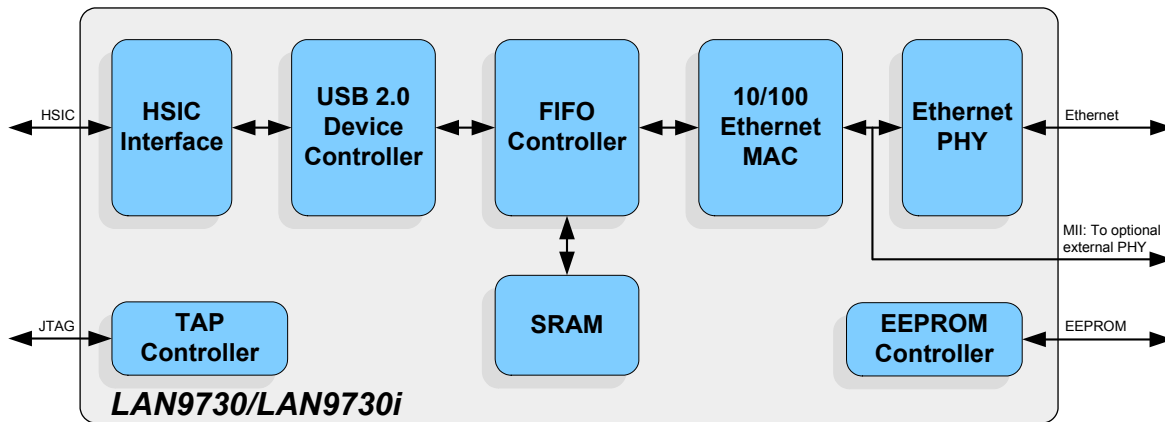 HSIC
HSIC
Interface
USB 2.0
Device
Controller
FIFO
Controller
10/100
Ethernet
MAC
Ethernet
PHY
Ethernet
MII: To optional
external PHY
SRAM
JTAG
TAP
Controller
EEPROM
Controller
EEPROM
LAN9730/LAN9730i